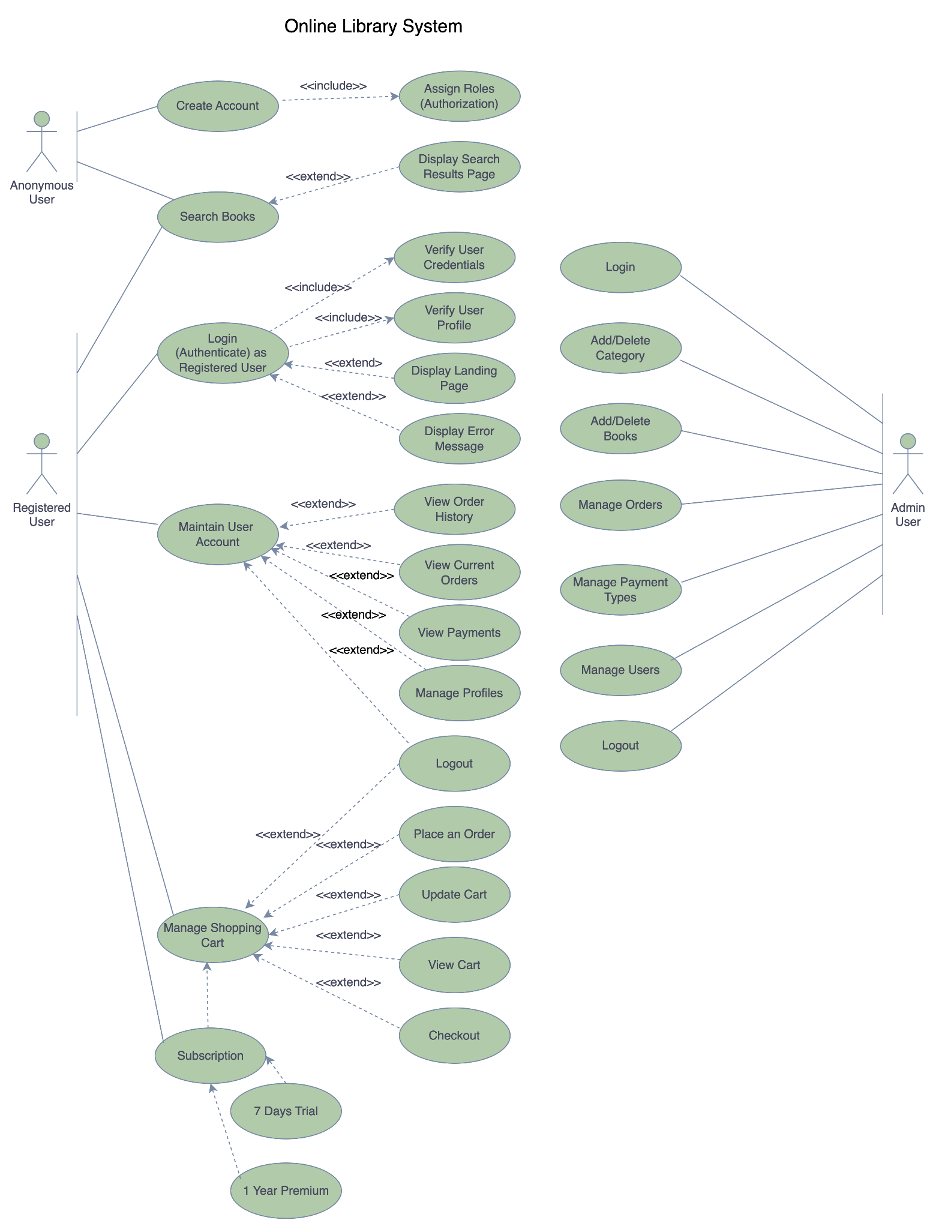 Online Library System
Create Account
<<include>>
Assign Roles
(Authorization)
Anonymous
User
Display Search
Results Page
<<extend>>
Search Books
Verify User
Credentials
<<include>>
<<include>>
Verify User
Profile
Login
(Authenticate) as
Registered User
<<extend>
Display Landing
Page
<<extend>>
Display Error
Message
Registered
User
Maintain User
Account
<<extend>>
View Order
History
<<extend>>
View Current
Orders
<<extend>>
View Payments
<<extend>>
Manage Profiles
<<extend>>
Logout
<<extend>>
Place an Order
<<extend>>
Update Cart
<<extend>>
Manage Shopping
Cart
<<extend>>
View Cart
<<extend>>
Checkout
Subscription
7 Days Trial
1 Year Premium
Login
Add/Delete
Category
Add/Delete
Books
Manage Orders
Manage Payment
Types
Manage Users
Logout
Admin
User